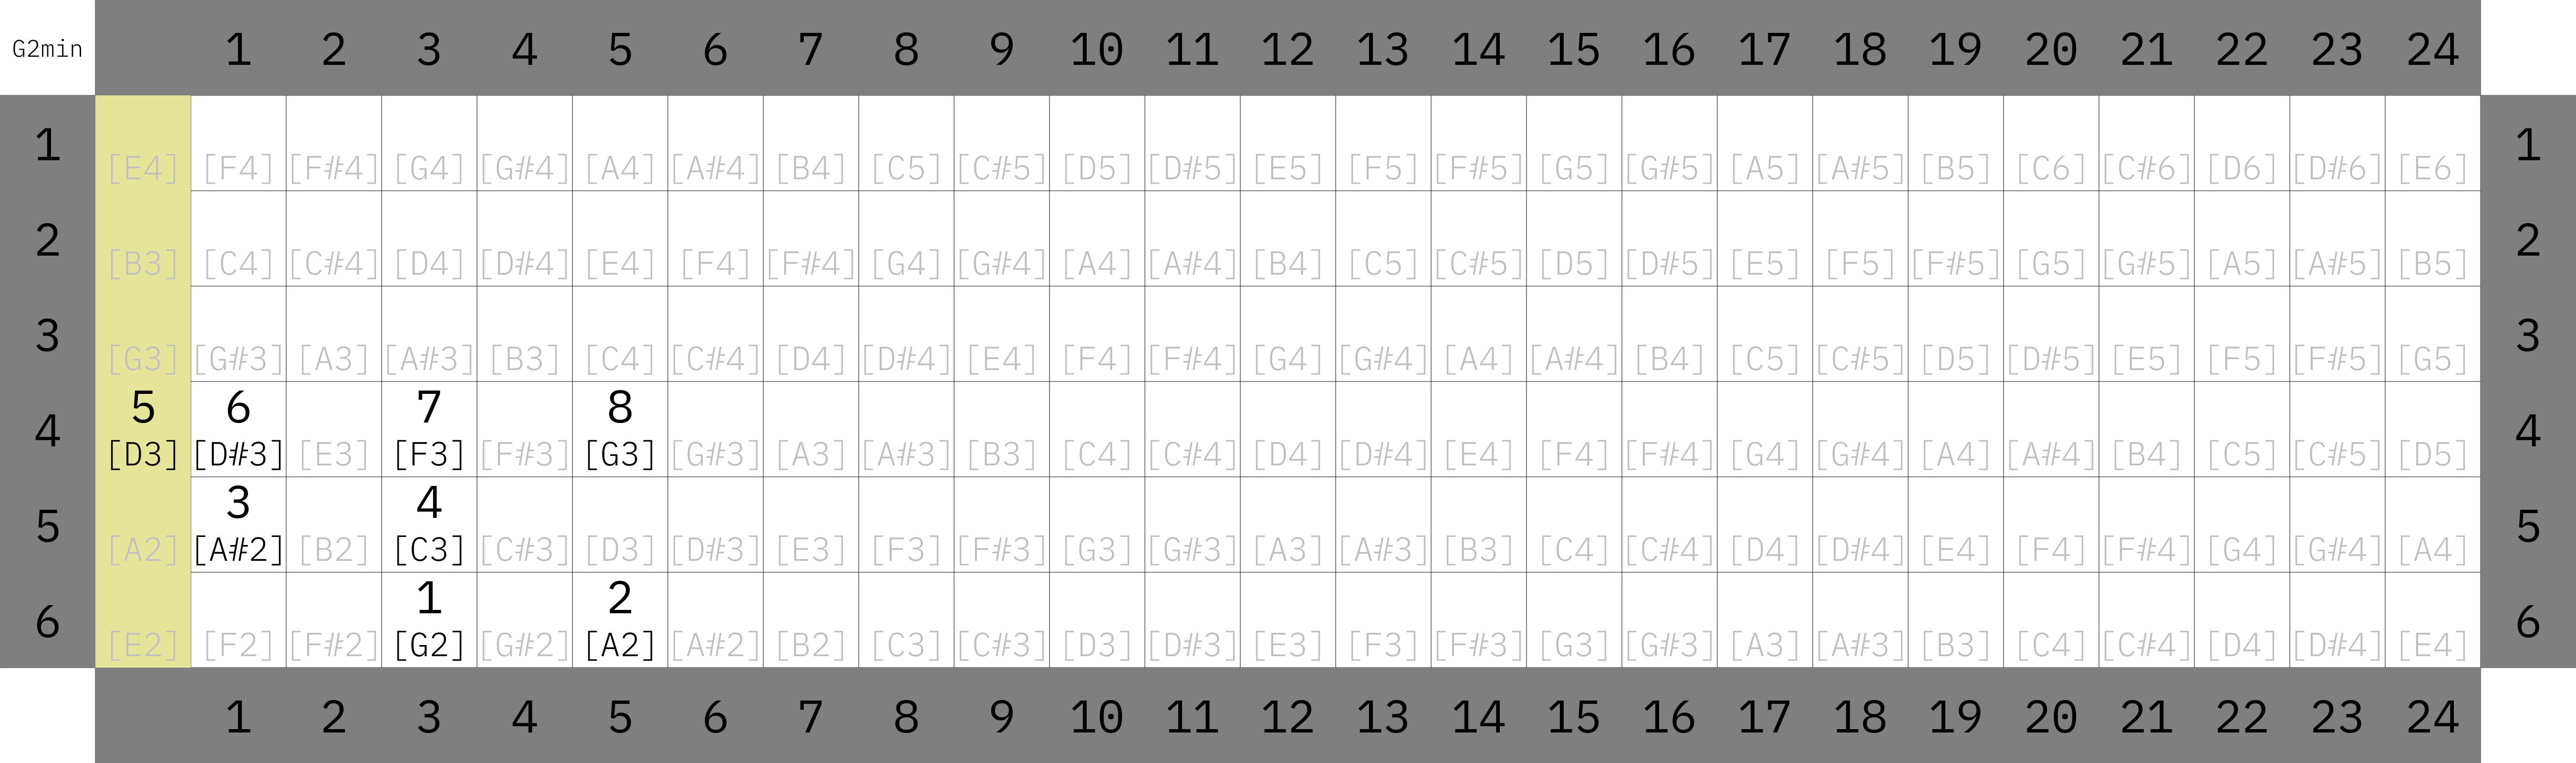 G2min 1 2 3 4 5 6 7 8 9 10 11 12 13 14 15 16 17 18 19 20 21 22 23 24
1 [E4] [F4] [F#4] [G4] [G#4] [A4] [A#4] [B4] [C5] [C#5] [D5] [D#5] [E5] [F5] [F#5] [G5] [G#5] [A5] [A#5] [B5] [C6] [C#6] [D6] [D#6] [E6] 1
2 [B3] [C4] [C#4] [D4] [D#4] [E4] [F4] [F#4] [G4] [G#4] [A4] [A#4] [B4] [C5] [C#5] [D5] [D#5] [E5] [F5] [F#5] [G5] [G#5] [A5] [A#5] [B5] 2
3 [G3] [G#3] [A3] [A#3] [B3] [C4] [C#4] [D4] [D#4] [E4] [F4] [F#4] [G4] [G#4] [A4] [A#4] [B4] [C5] [C#5] [D5] [D#5] [E5] [F5] [F#5] [G5] 3
5 6 7 8
4 [D3] [D#3] [E3] [F3] [F#3] [G3] [G#3] [A3] [A#3] [B3] [C4] [C#4] [D4] [D#4] [E4] [F4] [F#4] [G4] [G#4] [A4] [A#4] [B4] [C5] [C#5] [D5] 4
3 4
5 [A2] [A#2] [B2] [C3] [C#3] [D3] [D#3] [E3] [F3] [F#3] [G3] [G#3] [A3] [A#3] [B3] [C4] [C#4] [D4] [D#4] [E4] [F4] [F#4] [G4] [G#4] [A4] 5
1 2
6 [E2] [F2] [F#2] [G2] [G#2] [A2] [A#2] [B2] [C3] [C#3] [D3] [D#3] [E3] [F3] [F#3] [G3] [G#3] [A3] [A#3] [B3] [C4] [C#4] [D4] [D#4] [E4] 6
1 2 3 4 5 6 7 8 9 10 11 12 13 14 15 16 17 18 19 20 21 22 23 24